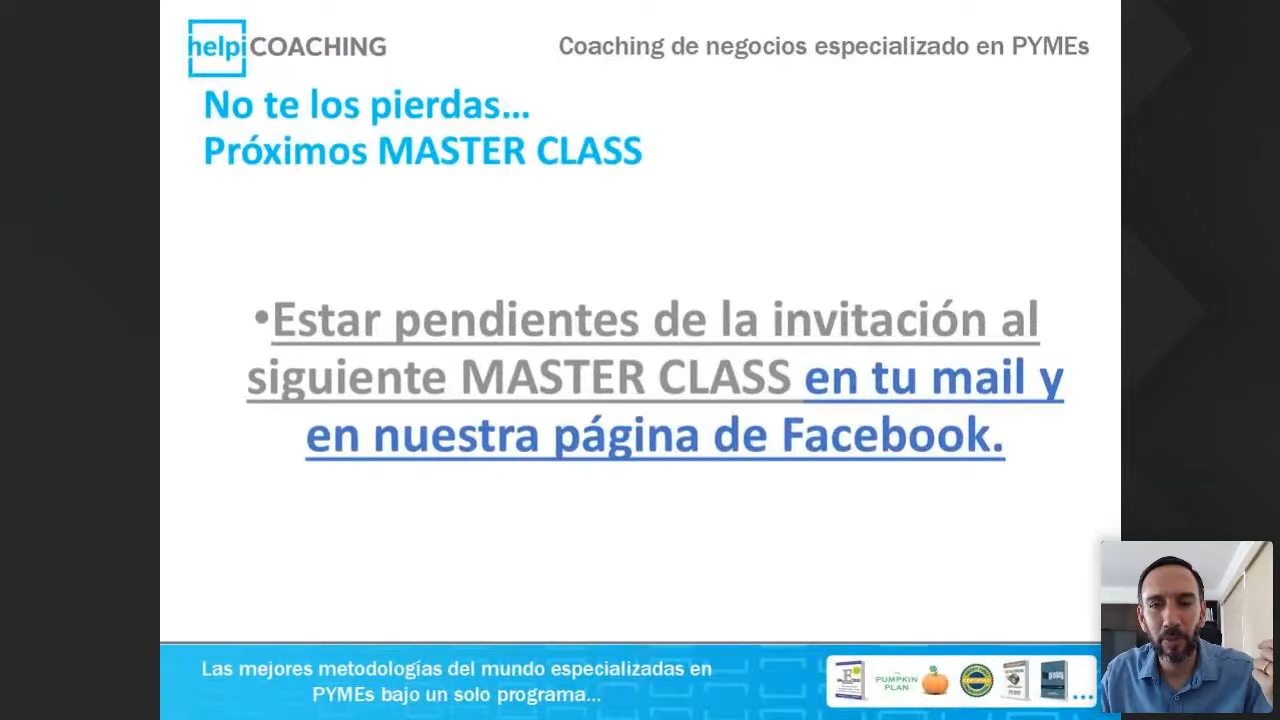 helpi COACHING
Coaching de negocios especializado en PYMEs
No te los pierdas...
Próximos MASTER CLASS
•Estar pendientes de la invitación al
siguiente MASTER CLASS en tu mail y
en nuestra página de Facebook.
Las mejores metodologías del mundo especializadas en
PYMEs bajo un solo programa...
PUMPKIN
PLAN
...